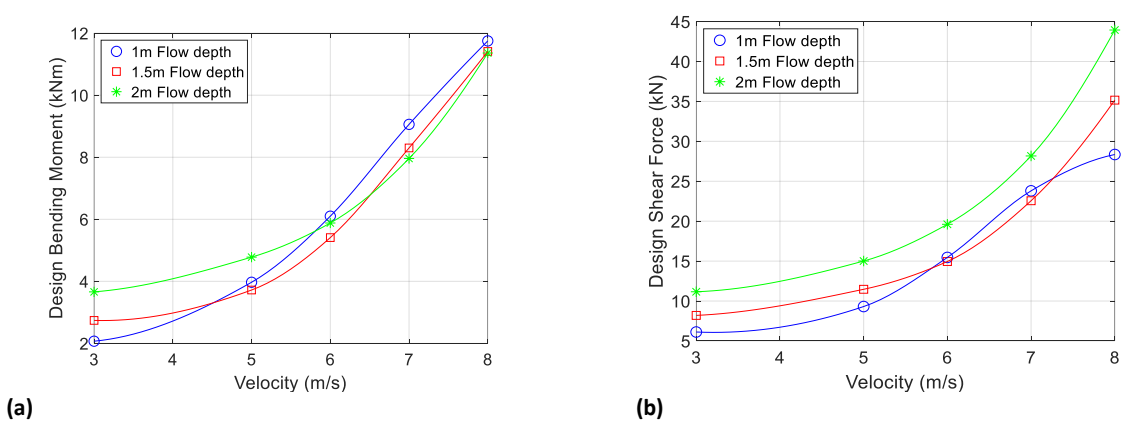 12
10
8
6
4
2
Design Bending Moment (kNm)
1m Flow depth
1.5m Flow depth
2m Flow depth
3 4 5 6 7 8
Velocity (m/s)
(a)
45
40
35
30
25
20
15
10
5
Design Shear Force (kN)
1m Flow depth
1.5m Flow depth
2m Flow depth
3 4 5 6 7 8
Velocity (m/s)
(b)